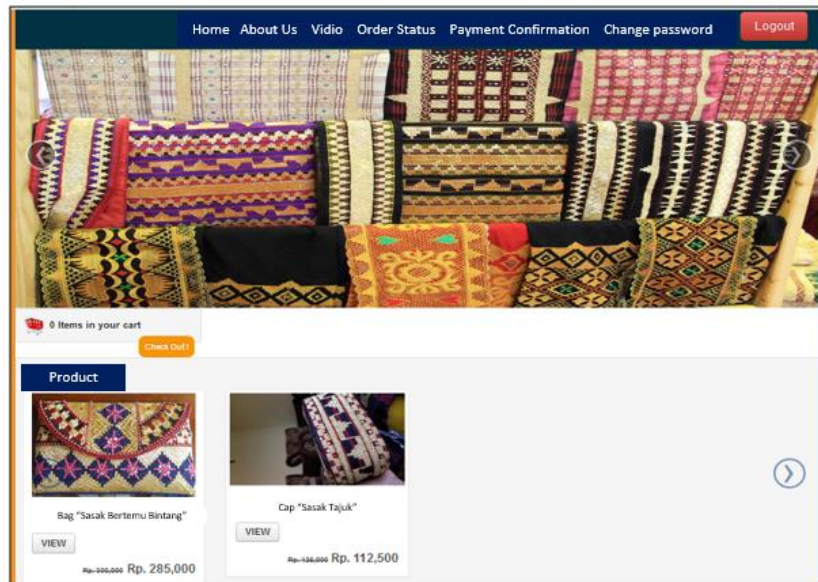 Home About Us Vidio Order Status Payment Confirmation Change password Logout
0 Items in your cart
Check Out!
Product
Bag "Sasak Bertemu Bintang"
Cap "Sasak Tajuk"
VIEW
VIEW
Rp. 285,000
Rp. 112,500